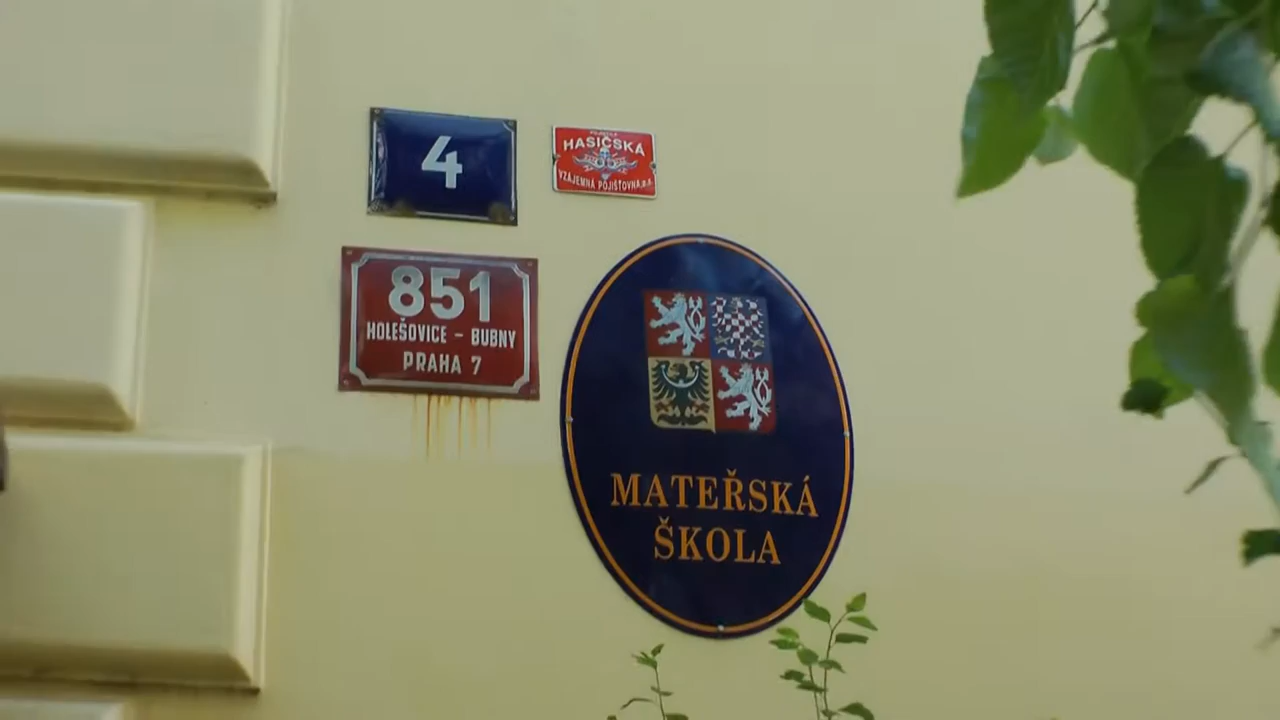 4
HASIČSKÁ
VZÁJEMNÁ POJIŠŤOVNA, a.s.
851
HOLEŠOVICE - BUBNY
PRAHA 7
MATEŘSKÁ
ŠKOLA